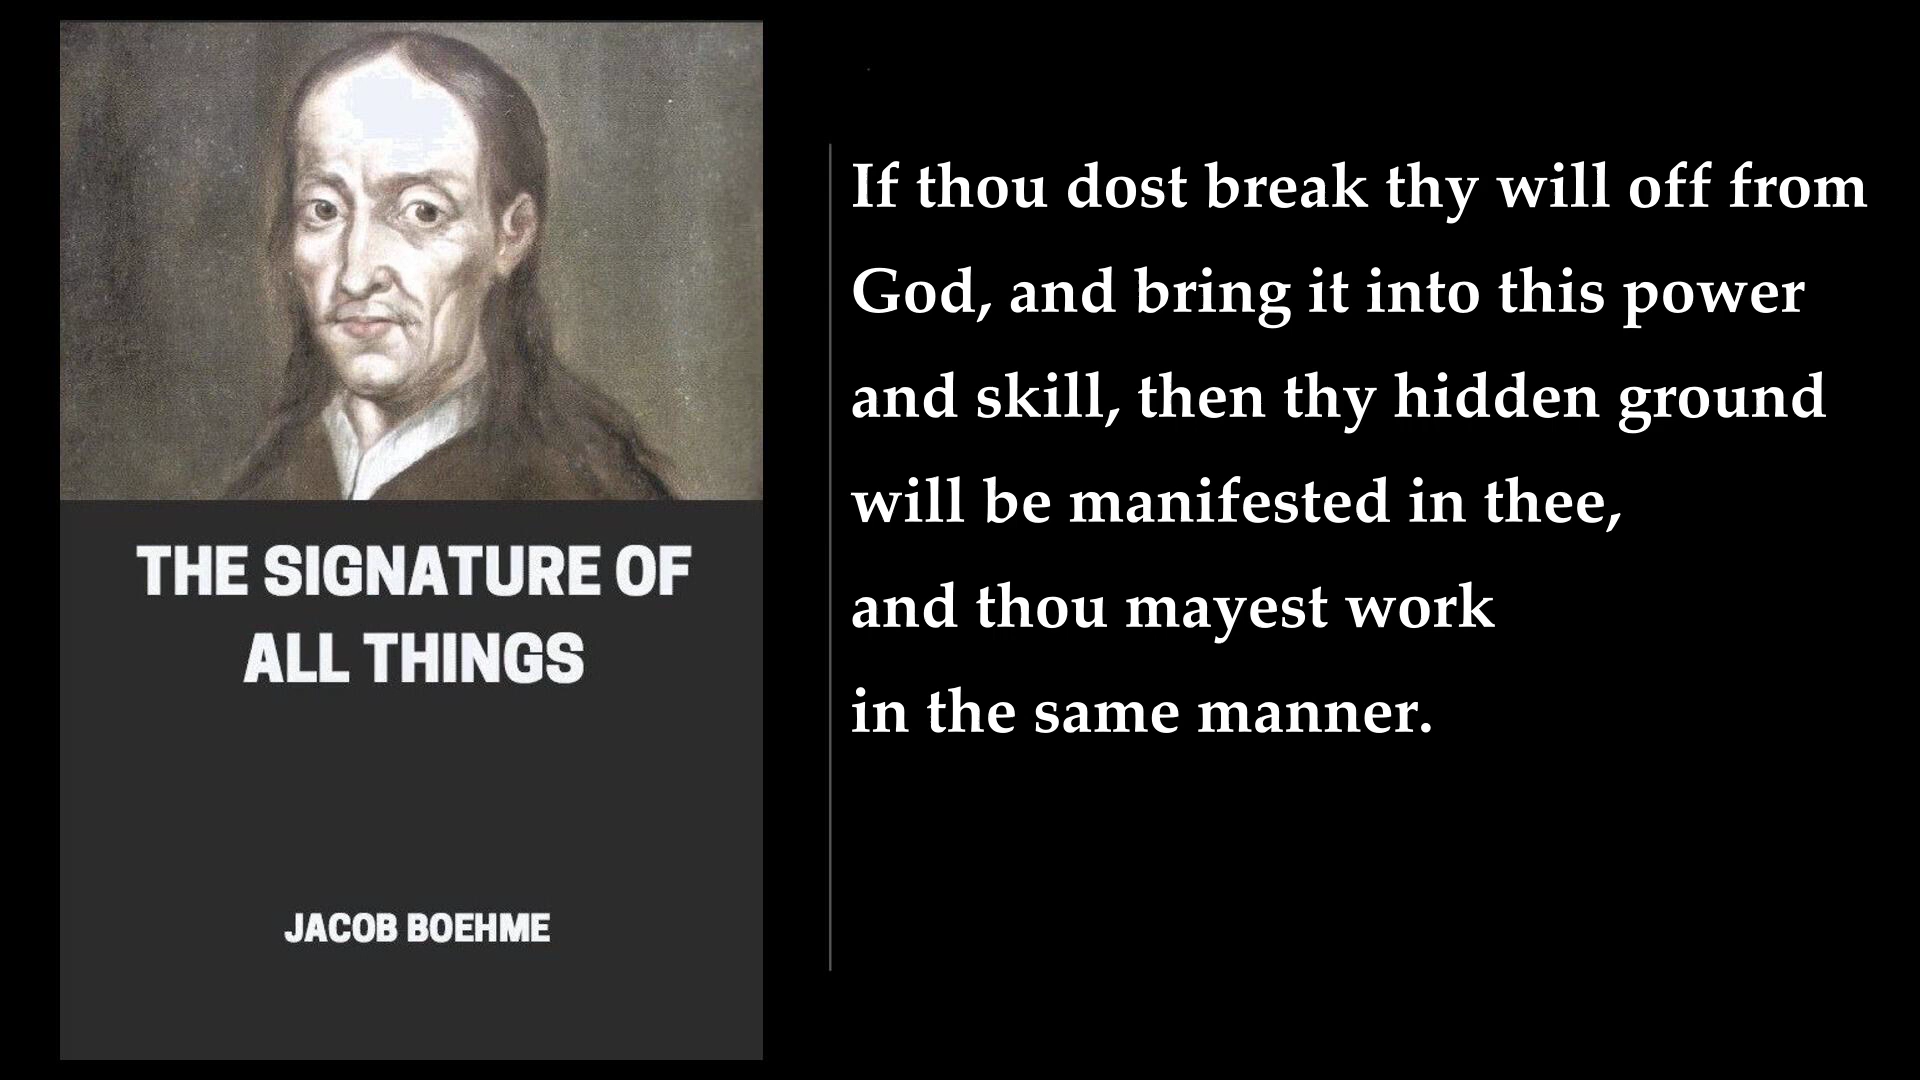 THE SIGNATURE OF
ALL THINGS
JACOB BOEHME
If thou dost break thy will off from
God, and bring it into this power
and skill, then thy hidden ground
will be manifested in thee,
and thou mayest work
in the same manner.